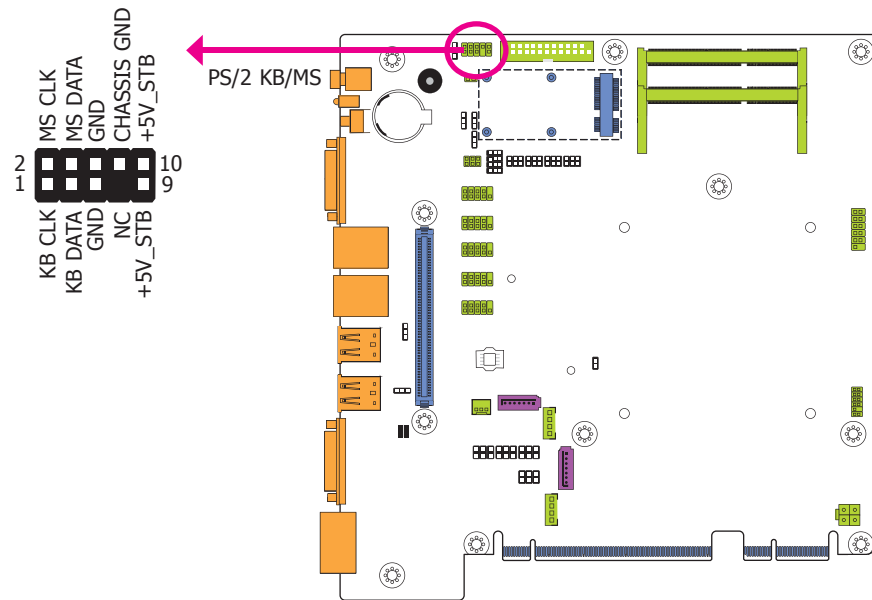 MS CLK
MS DATA
GND
CHASSIS GND
+5V_STB
2
10
1
9
KB CLK
KB DATA
GND
NC
+5V_STB
PS/2 KB/MS